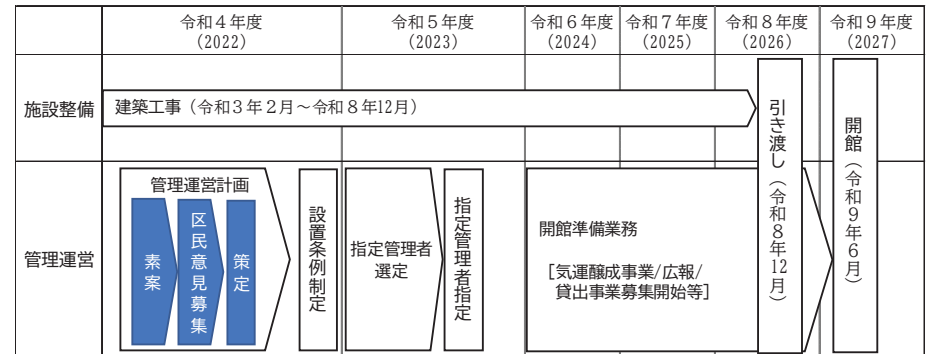 令和４年度
（2022）
令和５年度
（2023）
令和６年度
（2024）
令和７年度
（2025）
令和８年度
（2026）
令和９年度
（2027）
施設整備
建築工事（令和３年２月～令和８年12月）
引き渡し（令和８年12月）
開館（令和９年６月）
管理運営
管理運営計画
素案
区民意見募集
策定
設置条例制定
指定管理者
選定
指定管理者指定
開館準備業務
［気運醸成事業/広報/
貸出事業募集開始等］